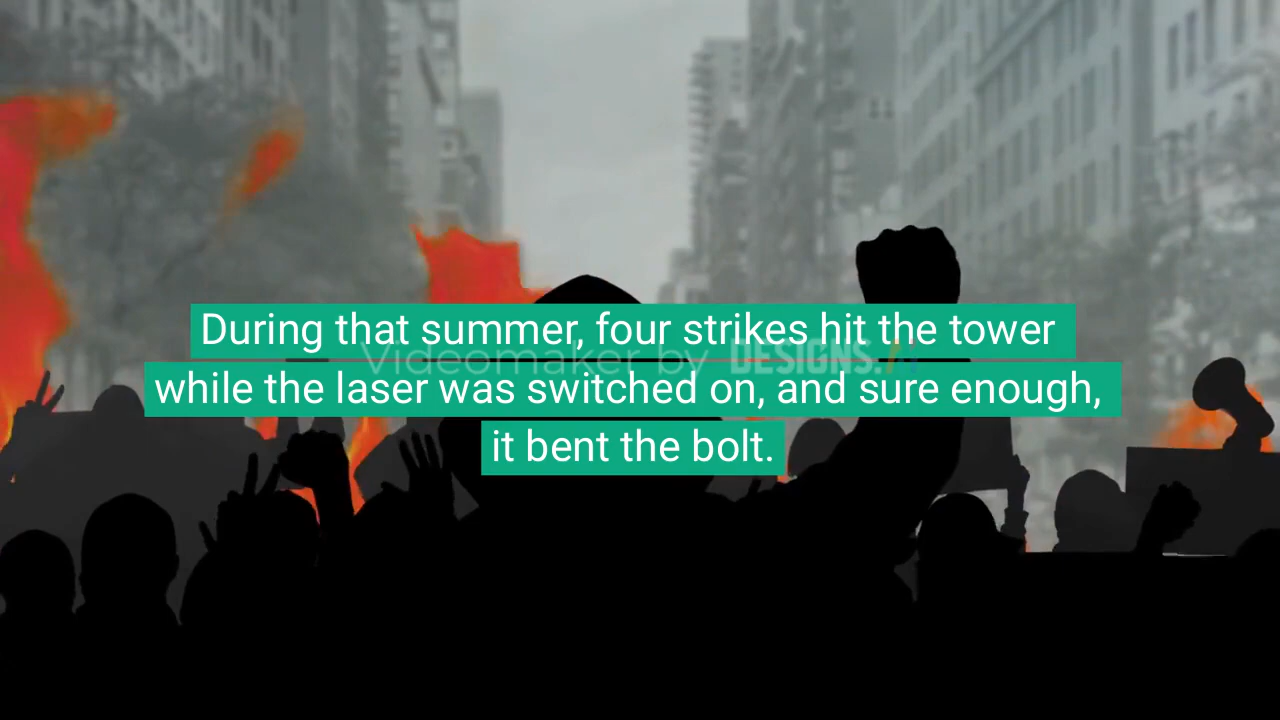 During that summer, four strikes hit the tower
Videomaker by DESIGNS.
while the laser was switched on, and sure enough,
it bent the bolt.